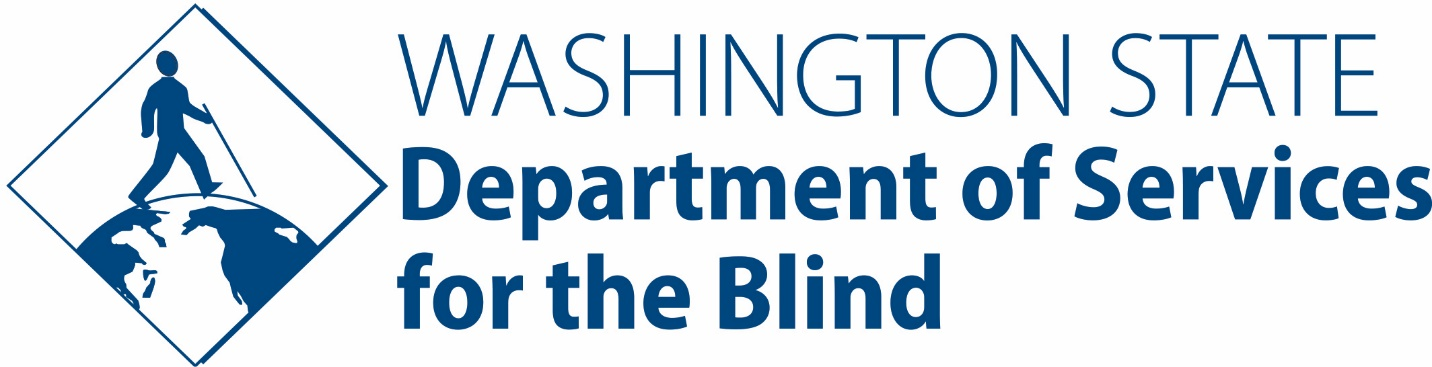 WASHINGTON STATE
Department of Services
for the Blind